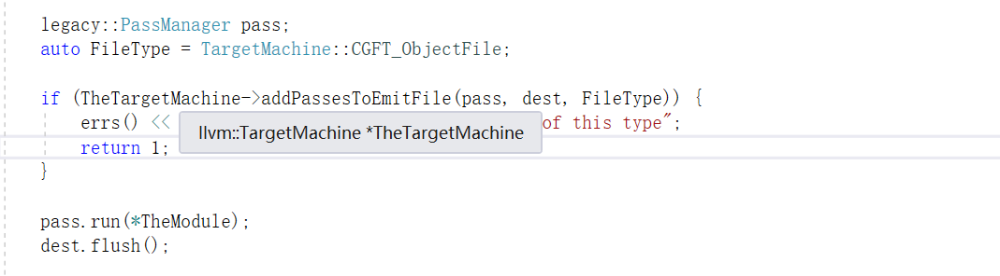 legacy::PassManager pass;
auto FileType = TargetMachine::CGFT_ObjectFile;
if (TheTargetMachine->addPassesToEmitFile(pass, dest, FileType)) {
errs() << of this type";
llvm::TargetMachine *TheTargetMachine
return 1;
}
pass.run(*TheModule);
dest.flush();